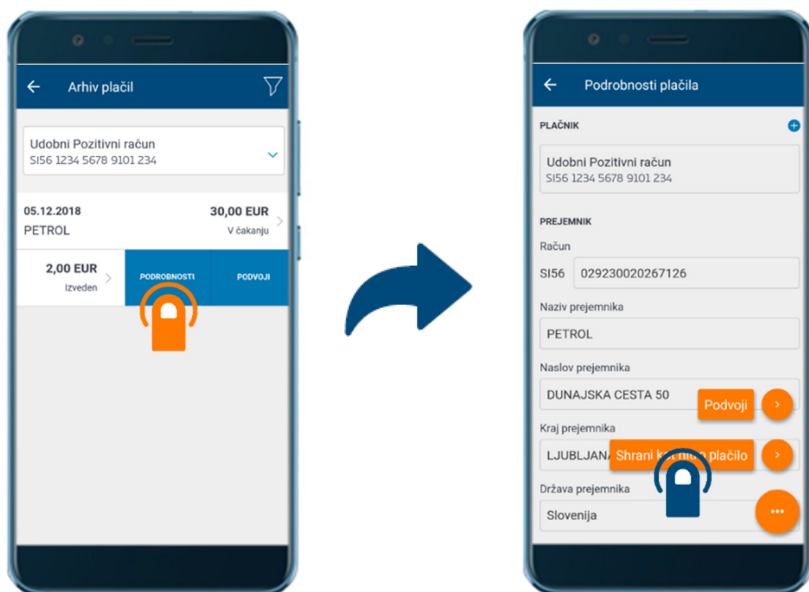 Arhiv plačil
Udobni Pozitivni račun
SI56 1234 5678 9101 234
05.12.2018
30,00 EUR
PETROL
V čakanju
2,00 EUR
Izveden
PODROBNOSTI
PODVOJI
Podrobnosti plačila
PLAČNIK
Udobni Pozitivni račun
SI56 1234 5678 9101 234
PREJEMNIK
Račun
SI56 029230020267126
Naziv prejemnika
PETROL
Naslov prejemnika
DUNAJSKA CESTA 50
Podvoji
Kraj prejemnika
LJUBLJANA
Shrani kot plačilo
Država prejemnika
Slovenija